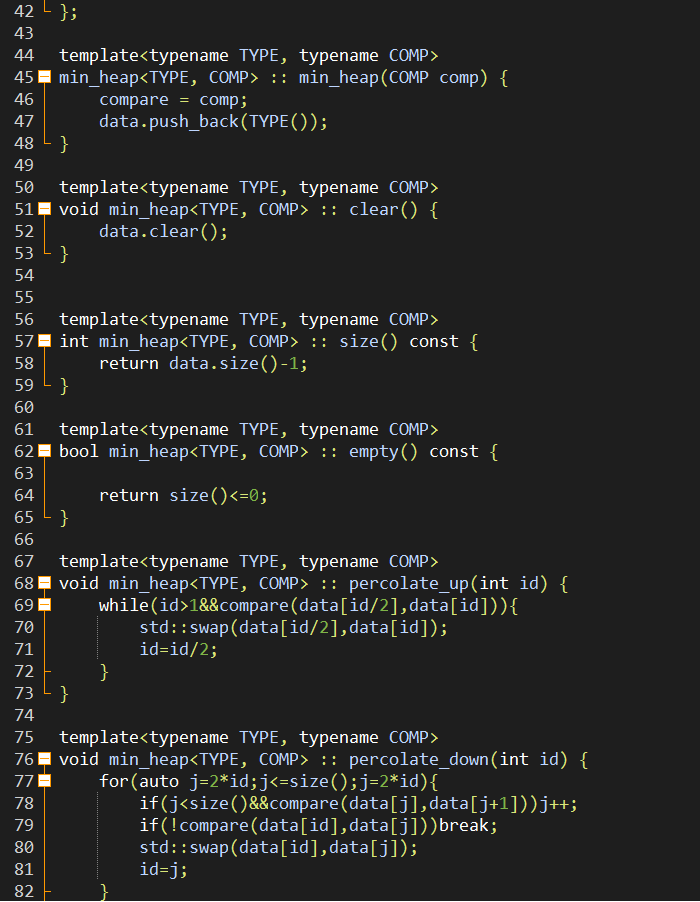 42 };
43
44 template<typename TYPE, typename COMP>
45 min_heap<TYPE, COMP> :: min_heap(COMP comp) {
46     compare = comp;
47     data.push_back(TYPE());
48 }
49
50 template<typename TYPE, typename COMP>
51 void min_heap<TYPE, COMP> :: clear() {
52     data.clear();
53 }
54
55
56 template<typename TYPE, typename COMP>
57 int min_heap<TYPE, COMP> :: size() const {
58     return data.size()-1;
59 }
60
61 template<typename TYPE, typename COMP>
62 bool min_heap<TYPE, COMP> :: empty() const {
63
64     return size()<=0;
65 }
66
67 template<typename TYPE, typename COMP>
68 void min_heap<TYPE, COMP> :: percolate_up(int id) {
69     while(id>1&&compare(data[id/2],data[id])){
70         std::swap(data[id/2],data[id]);
71         id=id/2;
72     }
73 }
74
75 template<typename TYPE, typename COMP>
76 void min_heap<TYPE, COMP> :: percolate_down(int id) {
77     for(auto j=2*id;j<=size();j=2*id){
78         if(j<size()&&compare(data[j],data[j+1]))j++;
79         if(!compare(data[id],data[j]))break;
80         std::swap(data[id],data[j]);
81         id=j;
82     }